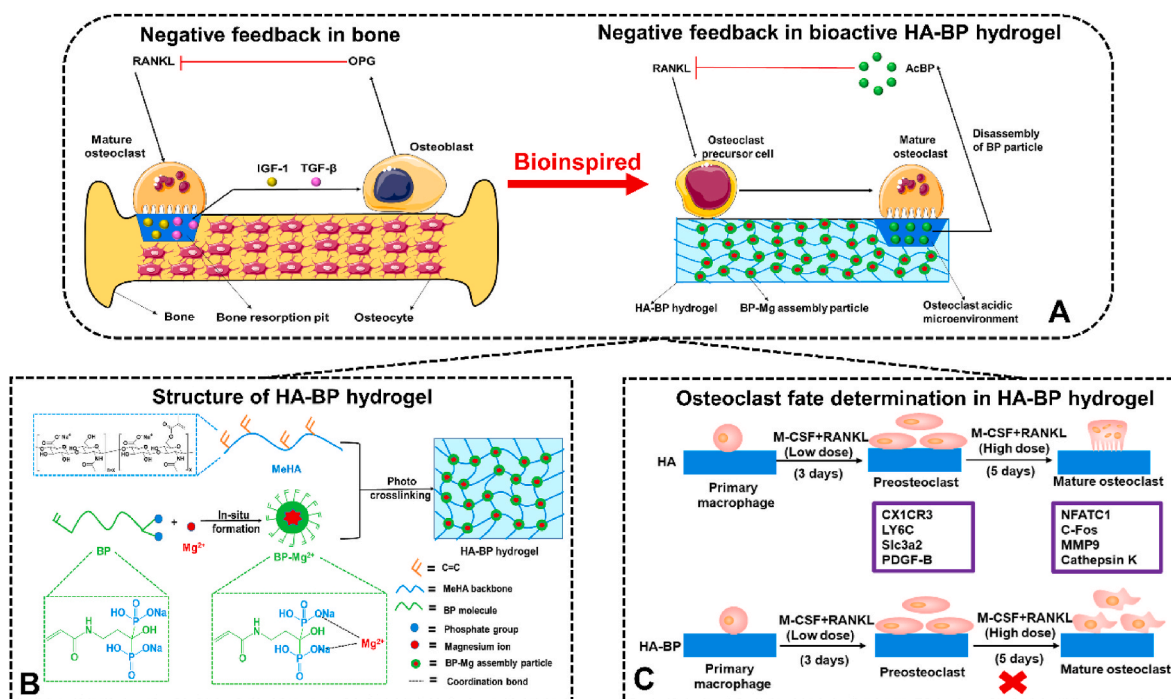 Negative feedback in bone
RANKL
OPG
Mature
osteoclast
IGF-1
TGF-β
Osteoblast
Bone
Bone resorption pit
Osteocyte
Bioinspired
Negative feedback in bioactive HA-BP hydrogel
RANKL
AcBP
Osteoclast
precursor cell
Mature
osteoclast
Disassembly
of BP particle
HA-BP hydrogel
BP-Mg assembly particle
Osteoclast acidic
microenvironment
A
Structure of HA-BP hydrogel
MeHA
Photo
crosslinking
BP
+
Mg²⁺
In-situ
formation
BP-Mg²⁺
HA-BP hydrogel
= C=C
= MeHA backbone
= BP molecule
= Phosphate group
= Magnesium ion
= BP-Mg assembly particle
= Coordination bond
Mg²⁺
B
Osteoclast fate determination in HA-BP hydrogel
HA
Primary
macrophage
M-CSF+RANKL
(Low dose)
(3 days)
Preosteoclast
M-CSF+RANKL
(High dose)
(5 days)
Mature osteoclast
CX1CR3
LY6C
Slc3a2
PDGF-B
NFATC1
C-Fos
MMP9
Cathepsin K
HA-BP
Primary
macrophage
M-CSF+RANKL
(Low dose)
(3 days)
Preosteoclast
M-CSF+RANKL
(High dose)
(5 days)
Mature osteoclast
C